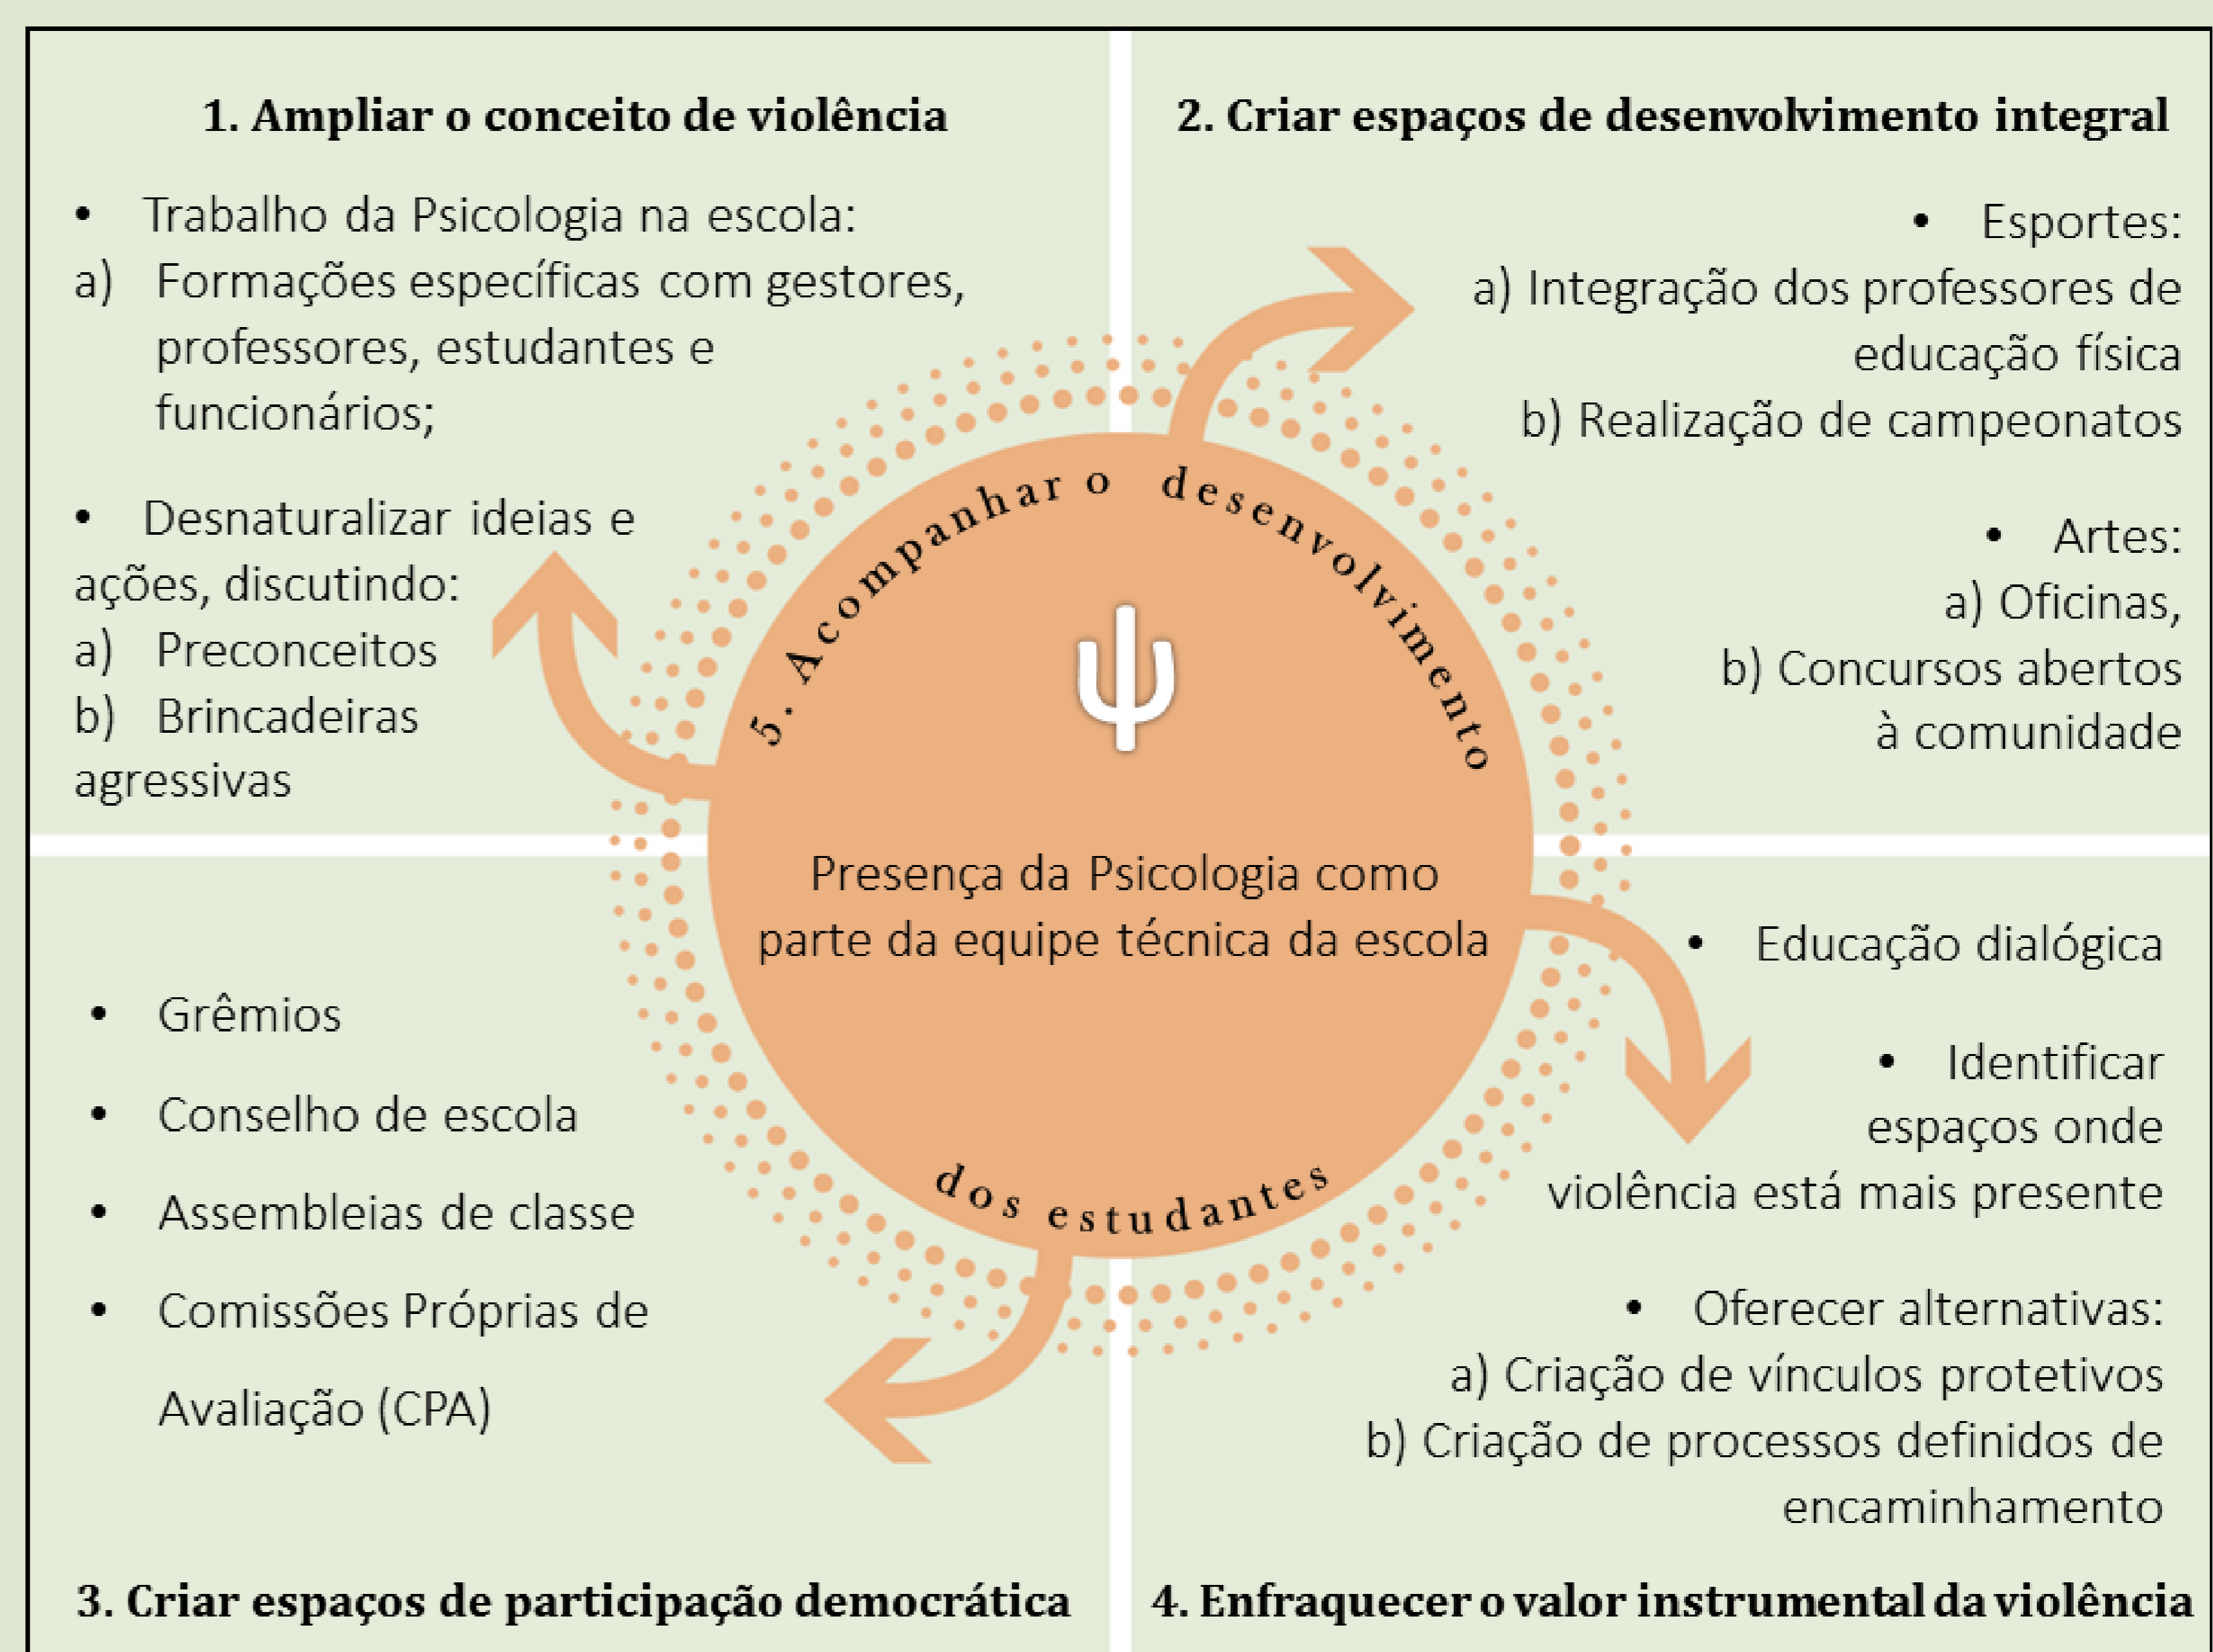 1. Ampliar o conceito de violência
• Trabalho da Psicologia na escola:
a) Formações específicas com gestores,
professores, estudantes e
funcionários;
• Desnaturalizar ideias e
ações, discutindo:
a) Preconceitos
b) Brincadeiras
agressivas
2. Criar espaços de desenvolvimento integral
• Esportes:
a) Integração dos professores de
educação física
b) Realização de campeonatos
• Artes:
a) Oficinas,
b) Concursos abertos
à comunidade
5. Acompanhar o desenvolvimento
ψ
Presença da Psicologia como
parte da equipe técnica da escola
dos estudantes
• Grêmios
• Conselho de escola
• Assembleias de classe
• Comissões Próprias de
Avaliação (CPA)
3. Criar espaços de participação democrática
• Educação dialógica
• Identificar
espaços onde
violência está mais presente
• Oferecer alternativas:
a) Criação de vínculos protetivos
b) Criação de processos definidos de
encaminhamento
4. Enfraquecer o valor instrumental da violência